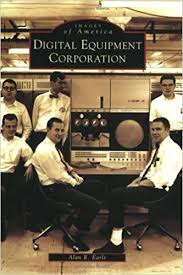 IMAGES
of America
DIGITAL EQUIPMENT
CORPORATION
Alan R. Earls